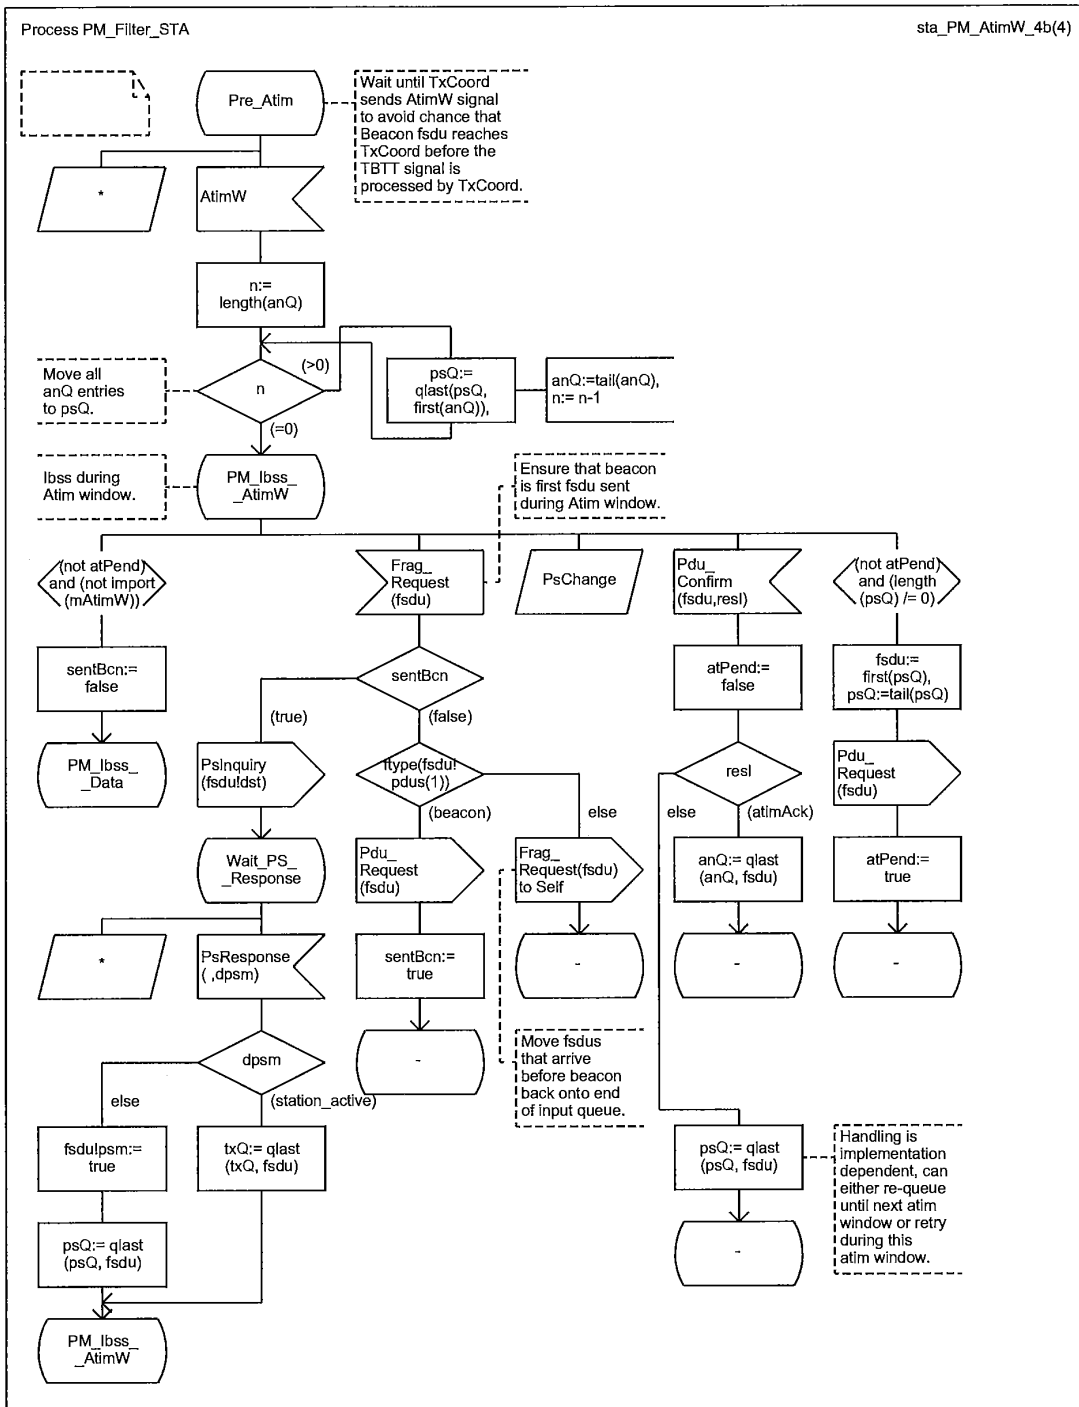 Process PM_Filter_STA
sta_PM_AtimW_4b(4)
Pre_Atim
Wait until TxCoord
sends AtimW signal
to avoid chance that
Beacon fsdu reaches
TxCoord before the
TBTT signal is
processed by TxCoord.
*
AtimW
n:=
length(anQ)
Move all
anQ entries
to psQ.
n
(>0)
(=0)
psQ:=
qlast(psQ,
first(anQ)),
anQ:=tail(anQ),
n:= n-1
Ibss during
Atim window.
PM_Ibss_
_AtimW
Ensure that beacon
is first fsdu sent
during Atim window.
(not atPend)
and (not import
(mAtimW))
Frag_
Request
(fsdu)
PsChange
Pdu_
Confirm
(fsdu,resl)
(not atPend)
and (length
(psQ) /= 0)
sentBcn:=
false
sentBcn
(true)
(false)
atPend:=
false
fsdu:=
first(psQ),
psQ:=tail(psQ)
PM_Ibss_
_Data
PsInquiry
(fsdu!dst)
ftype(fsdu!
pdus(1))
(beacon)
else
resl
else
(atimAck)
Pdu_
Request
(fsdu)
Wait_PS_
_Response
Pdu_
Request
(fsdu)
Frag_
Request(fsdu)
to Self
anQ:= qlast
(anQ, fsdu)
atPend:=
true
*
PsResponse
( ,dpsm)
sentBcn:=
true
-
-
-
dpsm
else
(station_active)
-
Move fsdus
that arrive
before beacon
back onto end
of input queue.
fsdu!psm:=
true
txQ:= qlast
(txQ, fsdu)
psQ:= qlast
(psQ, fsdu)
Handling is
implementation
dependent, can
either re-queue
until next atim
window or retry
during this
atim window.
psQ:= qlast
(psQ, fsdu)
-
PM_Ibss_
_AtimW